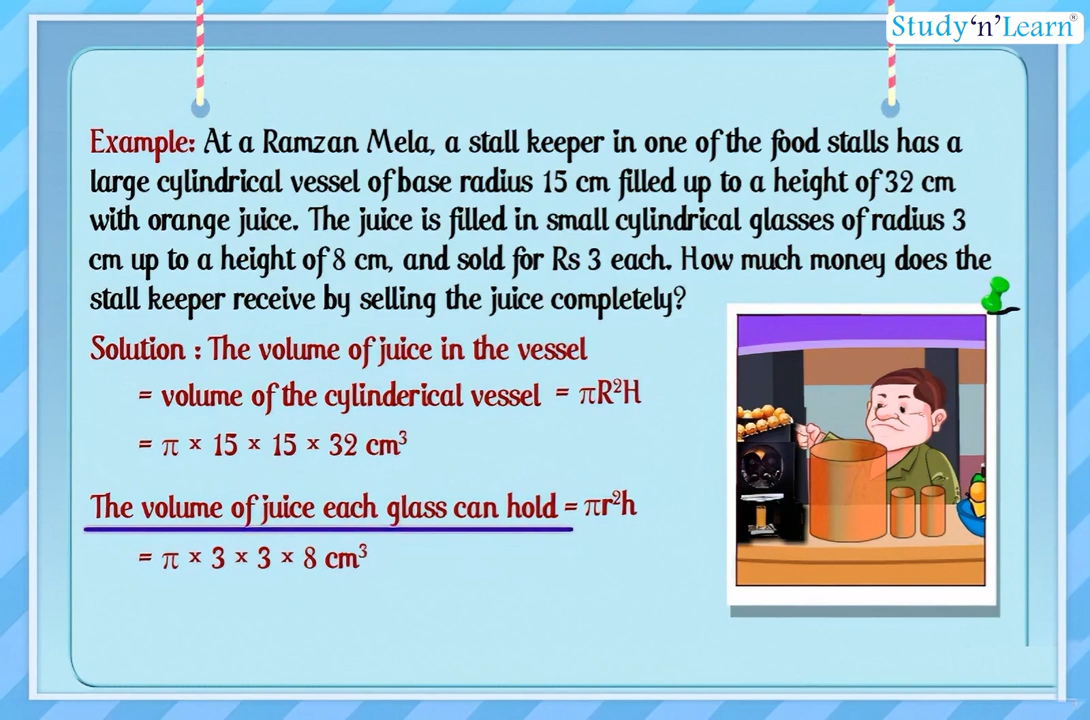 Study‘n’Learn®
Example: At a Ramzan Mela, a stall keeper in one of the food stalls has a
large cylindrical vessel of base radius 15 cm filled up to a height of 32 cm
with orange juice. The juice is filled in small cylindrical glasses of radius 3
cm up to a height of 8 cm, and sold for Rs 3 each. How much money does the
stall keeper receive by selling the juice completely?
Solution : The volume of juice in the vessel
= volume of the cylinderical vessel = πR²H
= π × 15 × 15 × 32 cm³
The volume of juice each glass can hold = πr²h
= π × 3 × 3 × 8 cm³